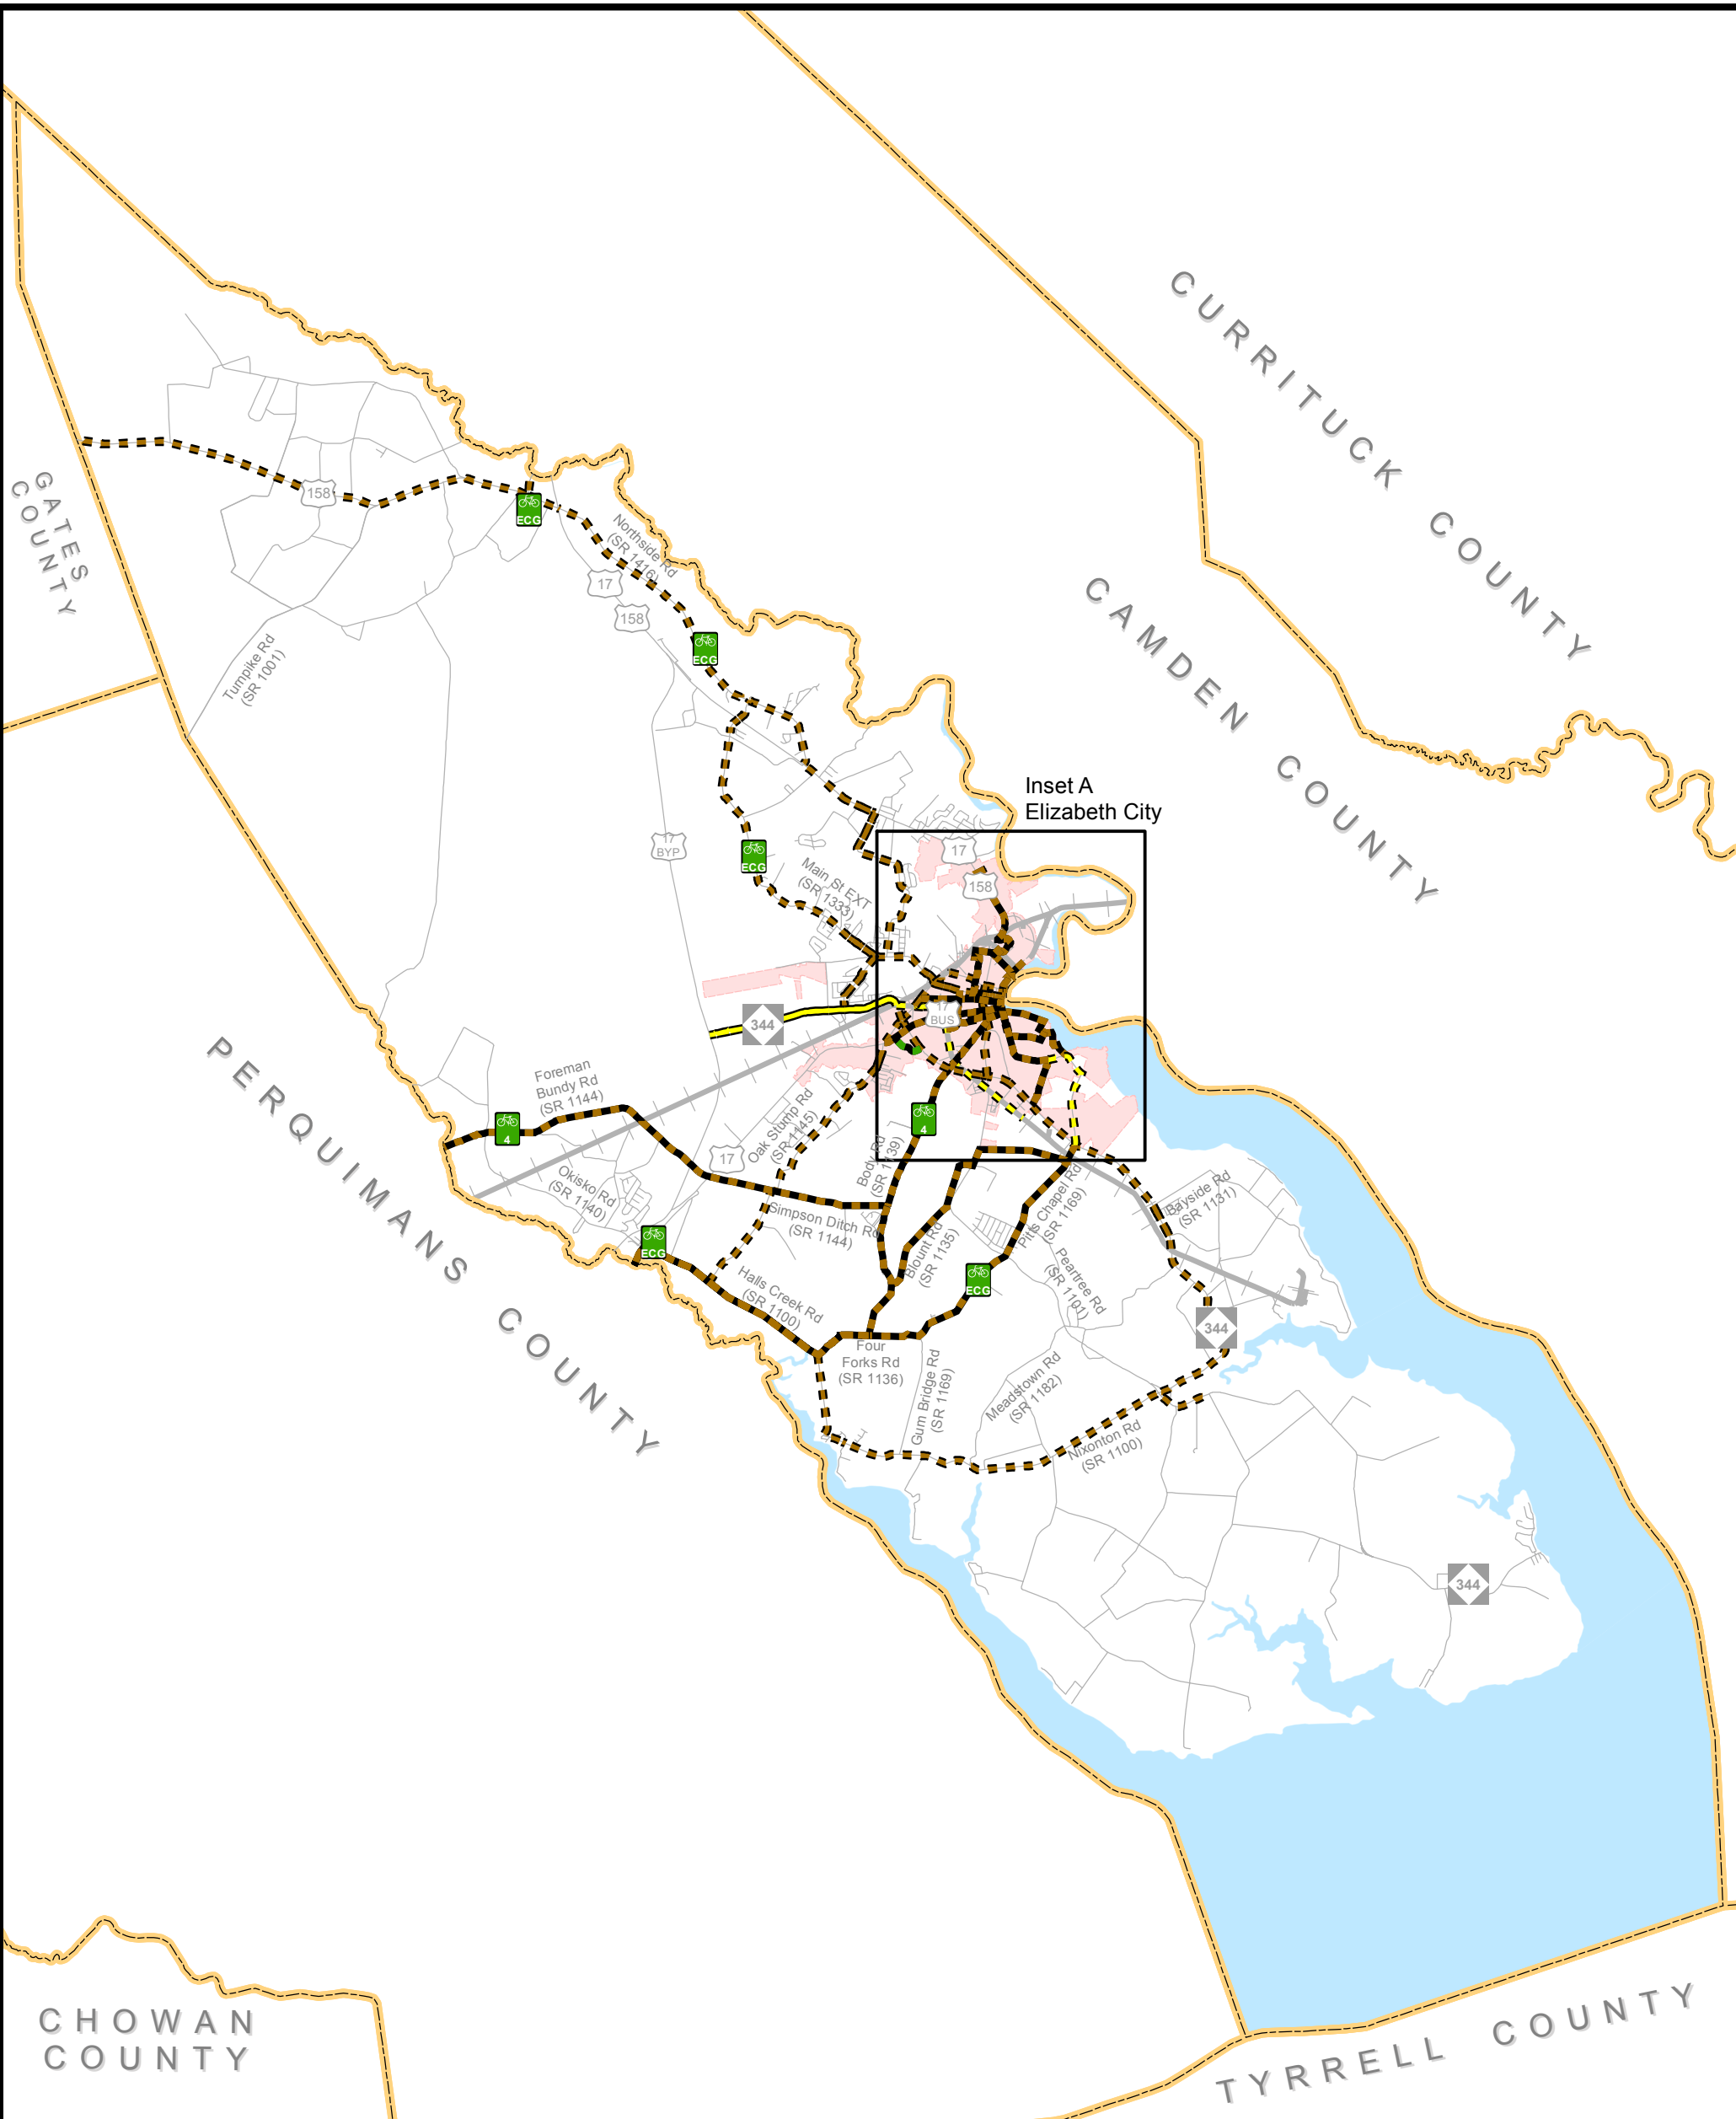 CURRITUCK COUNTY
GATES
COUNTY
158
ECG
Northside Rd
(SR 1416)
17
158
CAMDEN COUNTY
Turnpike Rd
(SR 1001)
ECG
Inset A
Elizabeth City
17
BYP
17
ECG
Main St EXT
(SR 1333)
158
344
17
BUS
PERQUIMANS COUNTY
Foreman
Bundy Rd
(SR 1144)
4
4
Oak Stump Rd
(SR 1145)
17
Body Rd
(SR 1139)
Okisko Rd
(SR 1140)
Simpson Ditch Rd
(SR 1144)
Pitts Chapel Rd
(SR 1169)
Bayside Rd
(SR 1131)
ECG
Blount Rd
(SR 1135)
ECG
Peartree Rd
(SR 1101)
Halls Creek Rd
(SR 1100)
344
Four
Forks Rd
(SR 1136)
Gum Bridge Rd
(SR 1169)
Meadstown Rd
(SR 1182)
Nixonton Rd
(SR 1100)
344
CHOWAN
COUNTY
TYRRELL COUNTY